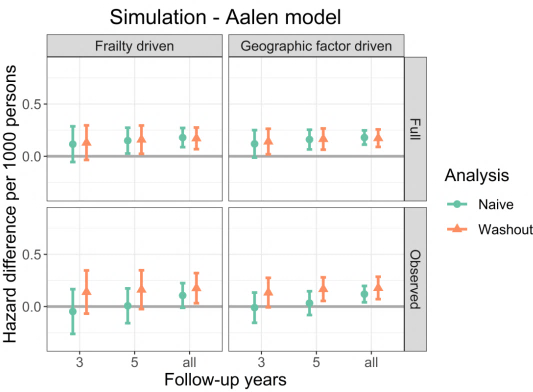 Simulation - Aalen model
Frailty driven
Geographic factor driven
Hazard difference per 1000 persons
0.5
0.0
Full
0.5
0.0
Observed
3
5
all
3
5
all
Follow-up years
Analysis
Naive
Washout